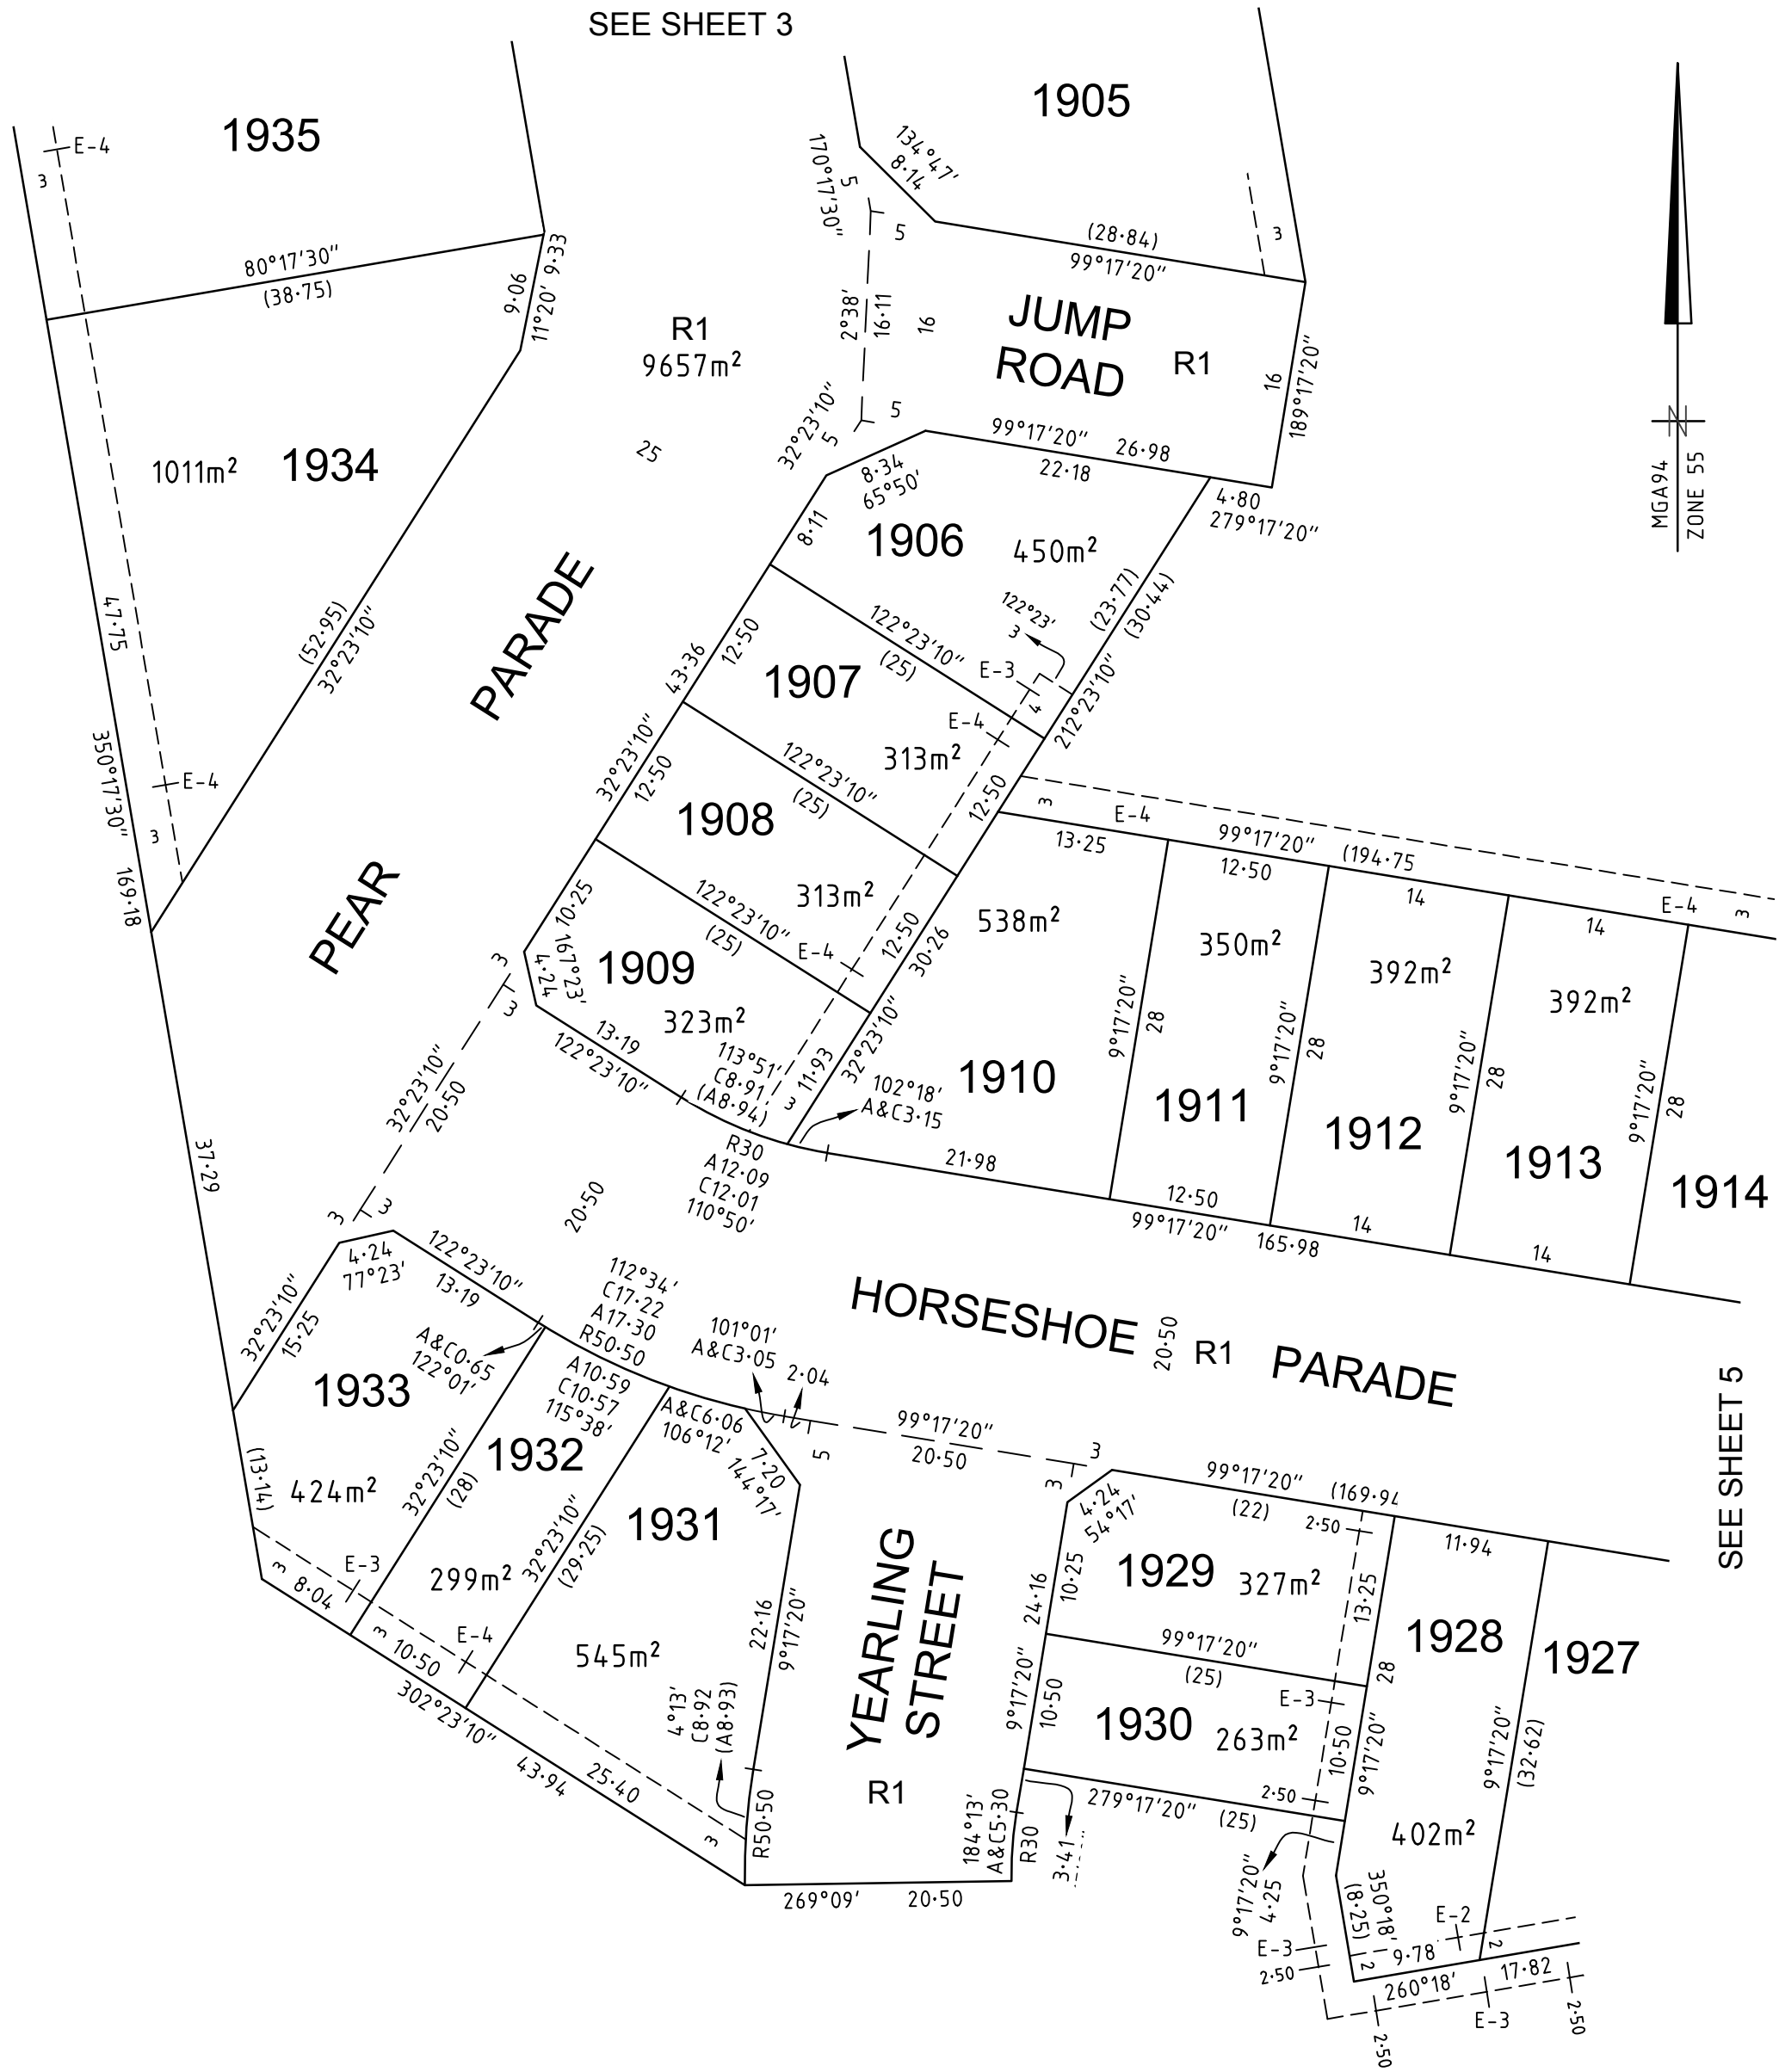 SEE SHEET 3
1935
E-4
3
80°17'30"
(38·75)
9·06
11°20' 9·33
1905
134°47'
8·14
170°17'30"
5
5
(28·84)
99°17'20"
3
2°38'
16·11
16
JUMP
ROAD
R1
16
189°17'20"
R1
9657m²
25
32°23'10"
5
5
MGA94
ZONE 55
N
1011m²
1934
47·75
(52·95)
32°23'10"
350°17'30"
169·18
E-4
3
37·29
PEAR
PARADE
99°17'20"
26·98
22·18
4·80
279°17'20"
8·34
65°50'
8·11
1906
450m²
(23·77)
(30·44)
122°23'
3
122°23'10"
(25)
E-3
4
212°23'10"
43·36
32°23'10"
12·50
1907
313m²
E-4
12·50
122°23'10"
(25)
12·50
1908
313m²
12·50
30·26
32°23'10"
122°23'10"
(25)
E-4
10·25
167°23'
4·24
1909
323m²
13·19
122°23'10"
113°51'
C8·91
(A8·94)
3
11·93
102°18'
A&C3·15
R30
A12·09
C12·01
110°50'
3
3
32°23'10"
20·50
3
3
20·50
3
E-4
99°17'20"
(194·75
E-4
3
13·25
12·50
14
14
538m²
350m²
392m²
392m²
9°17'20"
28
9°17'20"
28
9°17'20"
28
9°17'20"
28
1910
1911
1912
1913
1914
21·98
12·50
14
14
99°17'20"
165·98
HORSESHOE
20·50
R1
PARADE
SEE SHEET 5
4·24
77°23'
122°23'10"
13·19
32°23'10"
15·25
1933
A&C0·65
122°01'
112°34'
C17·22
A17·30
R50·50
A10·59
C10·57
115°38'
101°01'
A&C3·05
2·04
5
99°17'20"
20·50
3
3
(13·14)
424m²
32°23'10"
(28)
1932
299m²
A&C6·06
106°12'
7·20
144°17'
32°23'10"
(29·25)
1931
545m²
3
8·04
E-3
3
10·50
E-4
302°23'10"
43·94
25·40
3
22·16
9°17'20"
4°13'
C8·92
(A8·93)
R50·50
YEARLING
STREET
R1
269°09'
20·50
184°13'
A&C5·30
R30
3·41
4·24
54°17'
99°17'20"
(169·94
(22)
2·50
11·94
1929
327m²
24·16
10·25
13·25
99°17'20"
(25)
9°17'20"
10·50
1930
263m²
E-3
10·50
28
9°17'20"
2·50
279°17'20"
(25)
1928
1927
9°17'20"
(32·62)
402m²
9°17'20"
4·25
350°18'
(8·25)
E-2
2
9·78
2
E-3
2·50
260°18'
17·82
E-3
2·50
2·50